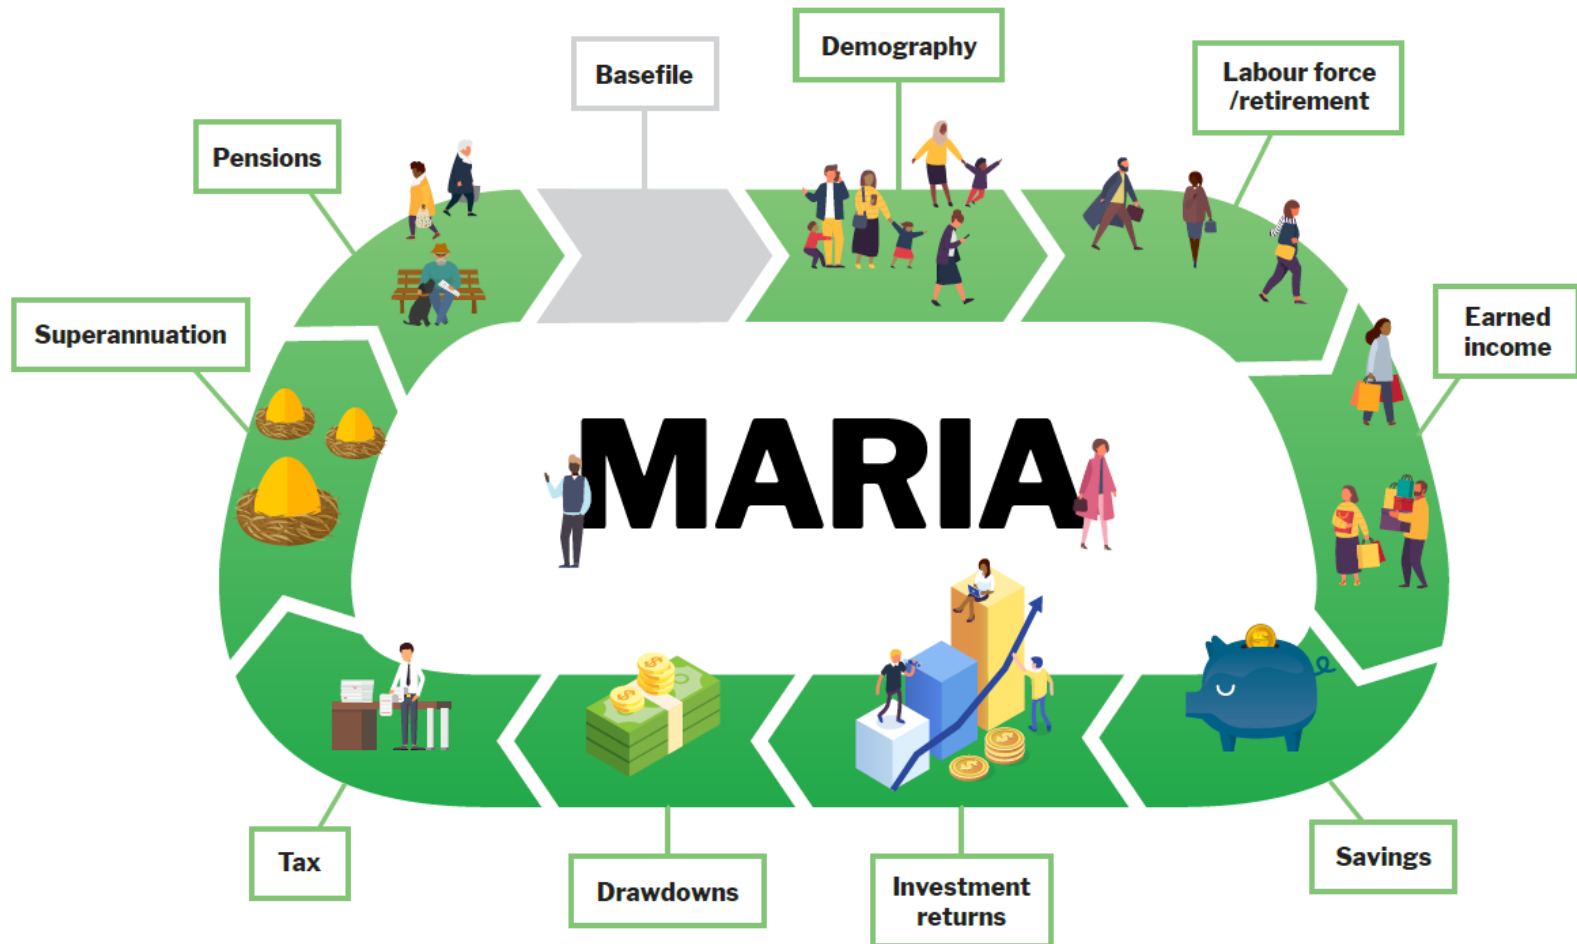 Demography
Basefile
Labour force
/retirement
Pensions
Superannuation
Earned
income
MARIA
Tax
Drawdowns
Investment
returns
Savings